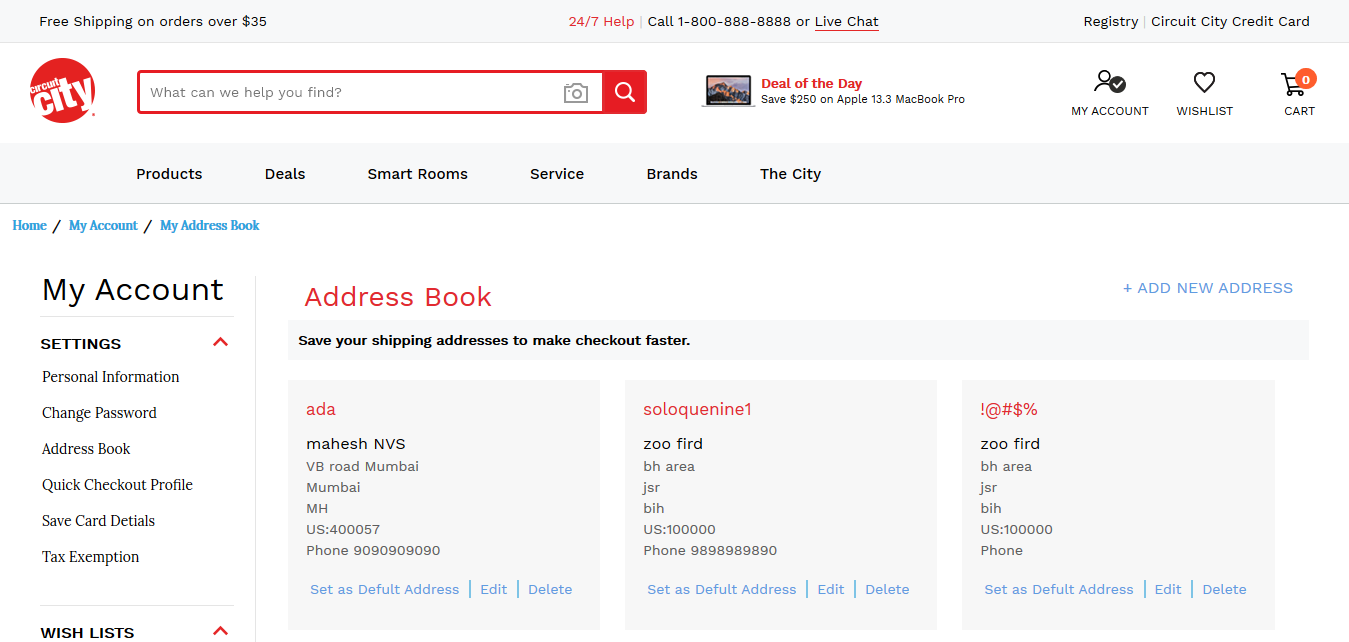 Free Shipping on orders over $35
24/7 Help | Call 1-800-888-8888 or Live Chat
Registry | Circuit City Credit Card
circuit city
What can we help you find?
Deal of the Day
Save $250 on Apple 13.3 MacBook Pro
MY ACCOUNT
WISHLIST
0
CART
Products
Deals
Smart Rooms
Service
Brands
The City
Home / My Account / My Address Book
My Account
SETTINGS
Personal Information
Change Password
Address Book
Quick Checkout Profile
Save Card Detials
Tax Exemption
WISH LISTS
Address Book
+ ADD NEW ADDRESS
Save your shipping addresses to make checkout faster.
ada
mahesh NVS
VB road Mumbai
Mumbai
MH
US:400057
Phone 9090909090
Set as Defult Address | Edit | Delete
soloquenine1
zoo fird
bh area
jsr
bih
US:100000
Phone 9898989890
Set as Defult Address | Edit | Delete
!@#$%
zoo fird
bh area
jsr
bih
US:100000
Phone
Set as Defult Address | Edit | Delete